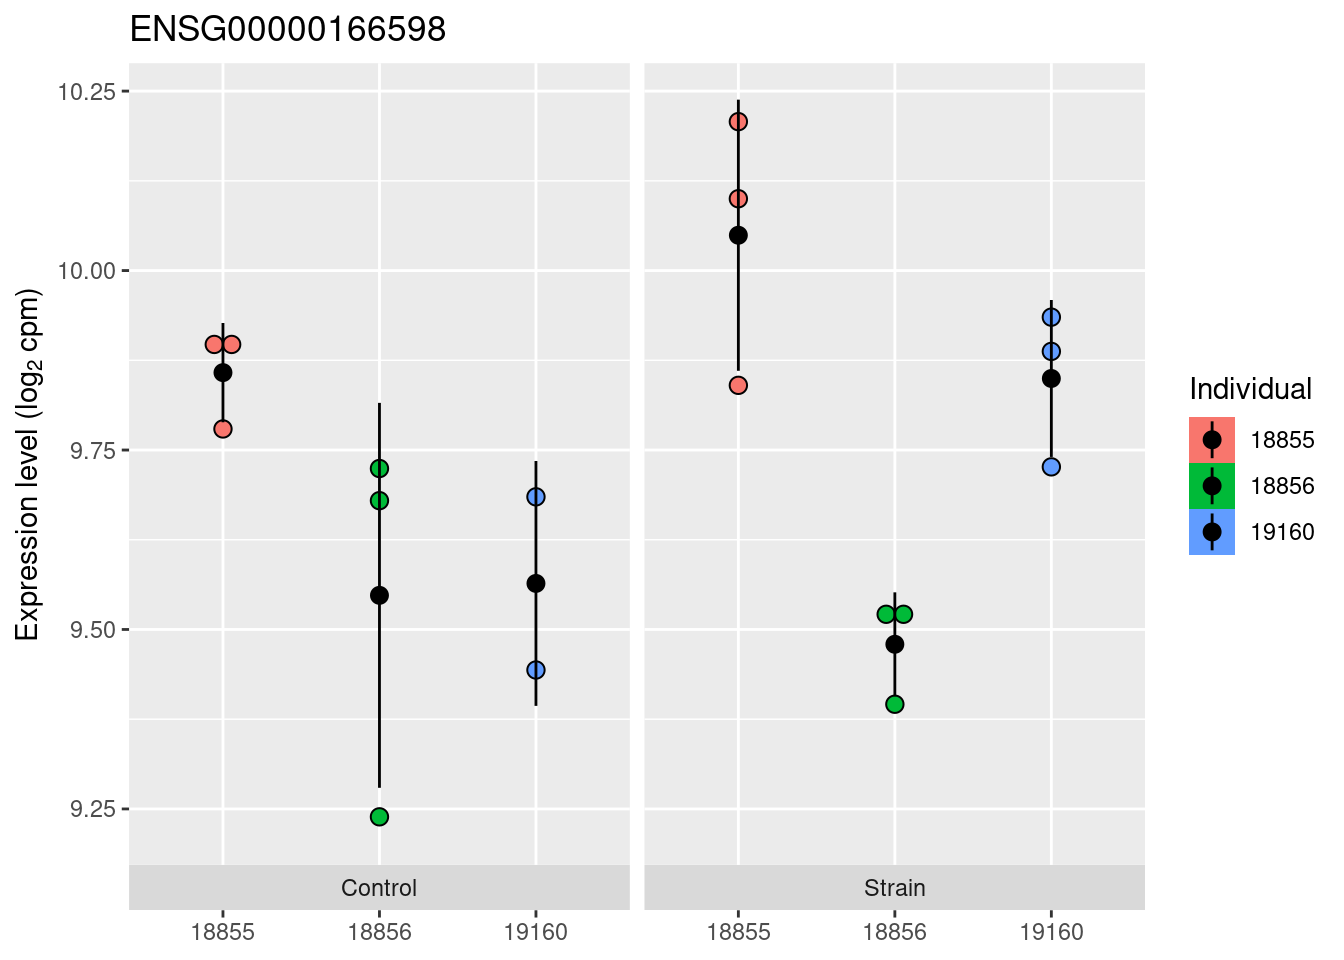 ENSG00000166598
Expression level (log₂ cpm)
10.25
10.00
9.75
9.50
9.25
Control
Strain
18855
18856
19160
18855
18856
19160
Individual
18855
18856
19160